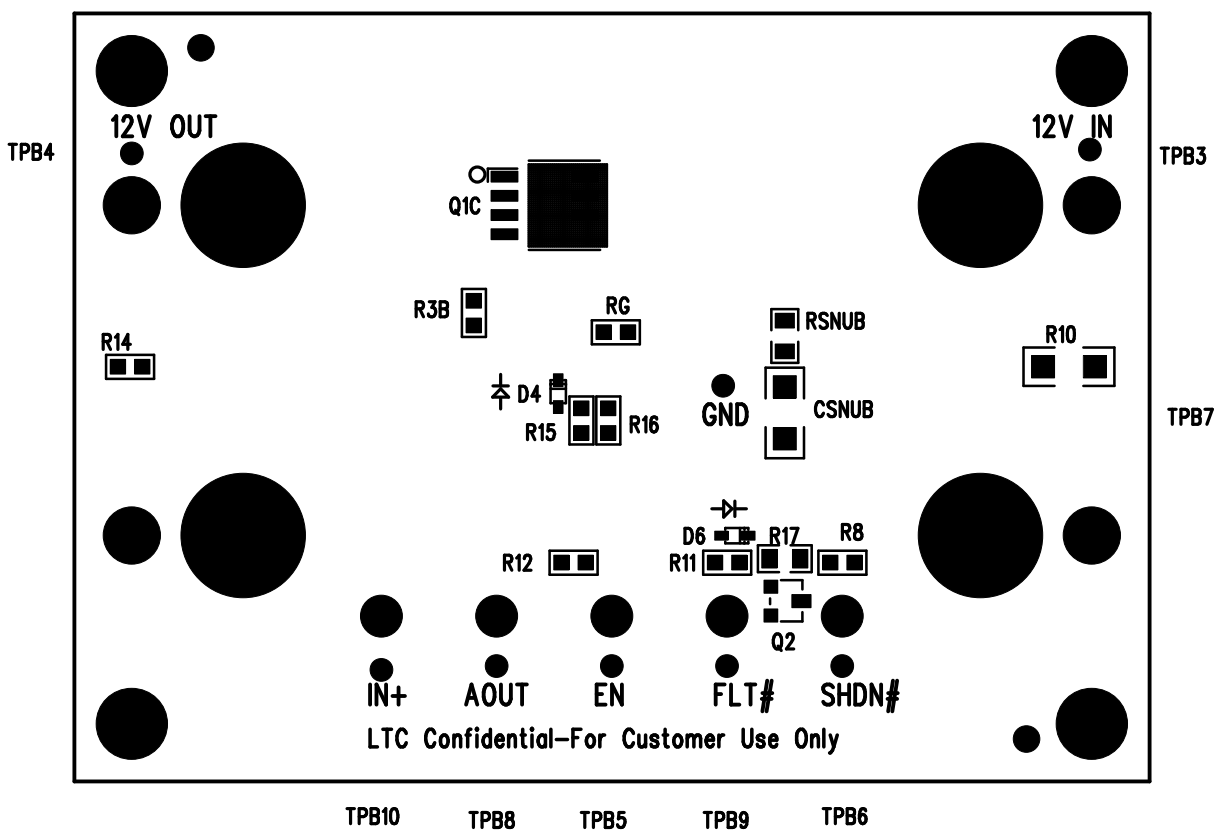 12V OUT
12V IN
TPB4
TPB3
Q1C
R3B
RG
RSNUB
R14
R10
D4
GND
CSNUB
TPB7
R15
R16
D6
R17
R8
R12
R11
Q2
IN+
AOUT
EN
FLT#
SHDN#
LTC Confidential-For Customer Use Only
TPB10
TPB8
TPB5
TPB9
TPB6